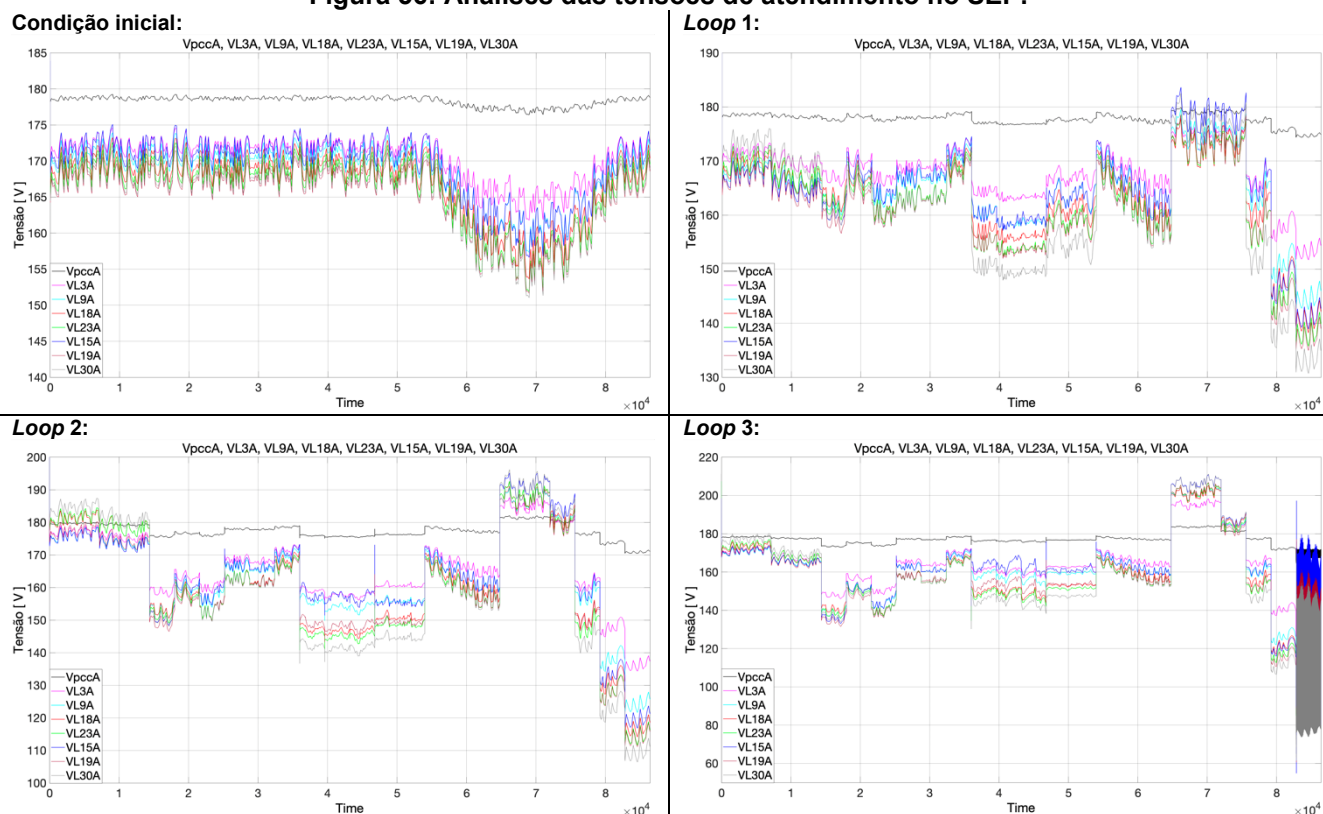 Condição inicial:
VpccA, VL3A, VL9A, VL18A, VL23A, VL15A, VL19A, VL30A
185
180
175
170
165
160
155
150
145
140
Tensão [ V ]
VpccA
VL3A
VL9A
VL18A
VL23A
VL15A
VL19A
VL30A
0 1 2 3 4 5 6 7 8
Time
×10⁴
Loop 1:
VpccA, VL3A, VL9A, VL18A, VL23A, VL15A, VL19A, VL30A
190
180
170
160
150
140
130
Tensão [ V ]
VpccA
VL3A
VL9A
VL18A
VL23A
VL15A
VL19A
VL30A
0 1 2 3 4 5 6 7 8
Time
×10⁴
Loop 2:
VpccA, VL3A, VL9A, VL18A, VL23A, VL15A, VL19A, VL30A
200
190
180
170
160
150
140
130
120
110
100
Tensão [ V ]
VpccA
VL3A
VL9A
VL18A
VL23A
VL15A
VL19A
VL30A
0 1 2 3 4 5 6 7 8
Time
×10⁴
Loop 3:
VpccA, VL3A, VL9A, VL18A, VL23A, VL15A, VL19A, VL30A
220
200
180
160
140
120
100
80
60
Tensão [ V ]
VpccA
VL3A
VL9A
VL18A
VL23A
VL15A
VL19A
VL30A
0 1 2 3 4 5 6 7 8
Time
×10⁴